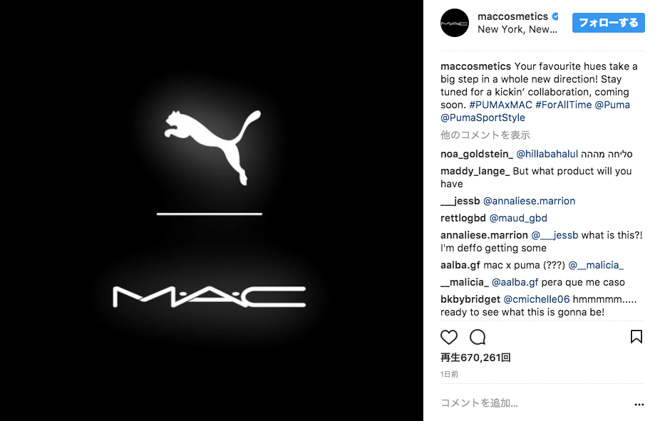 M·A·C
maccosmetics
New York, New...
フォローする
maccosmetics Your favourite hues take a
big step in a whole new direction! Stay
tuned for a kickin' collaboration, coming
soon. #PUMAxMAC #ForAllTime @Puma
@PumaSportStyle
他のコメントを表示
noa_goldstein_ @hillabahalul סליחה מההה
maddy_lange_ But what product will you
have
___jessb @annaliese.marrion
rettlogbd @maud_gbd
annaliese.marrion @___jessb what is this?!
I'm deffo getting some
aalba.gf mac x puma (???) @__malicia_
__malicia_ @aalba.gf pera que me caso
bkbybridget @cmichelle06 hmmmmm.....
ready to see what this is gonna be!
再生670,261回
1日前
コメントを追加...